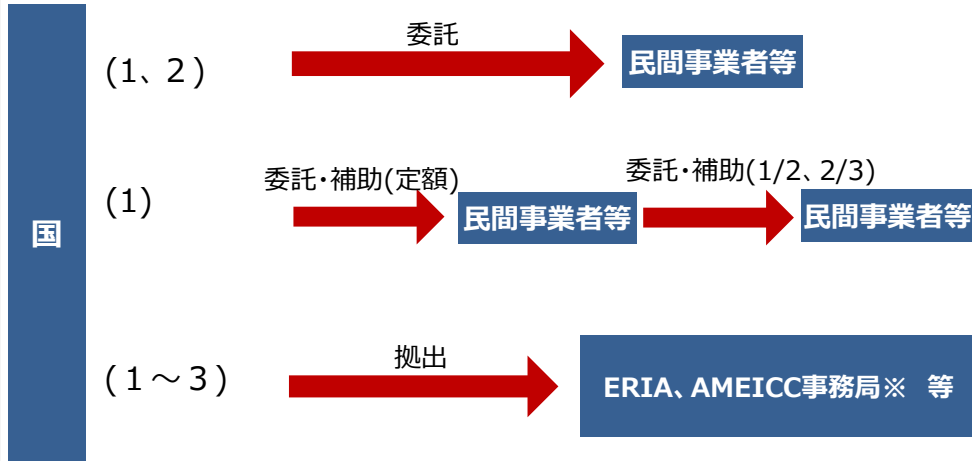 国
(1、2)
委託
民間事業者等
(1)
委託・補助(定額)
民間事業者等
委託・補助(1/2、2/3)
民間事業者等
(1～3)
拠出
ERIA、AMEICC事務局※ 等